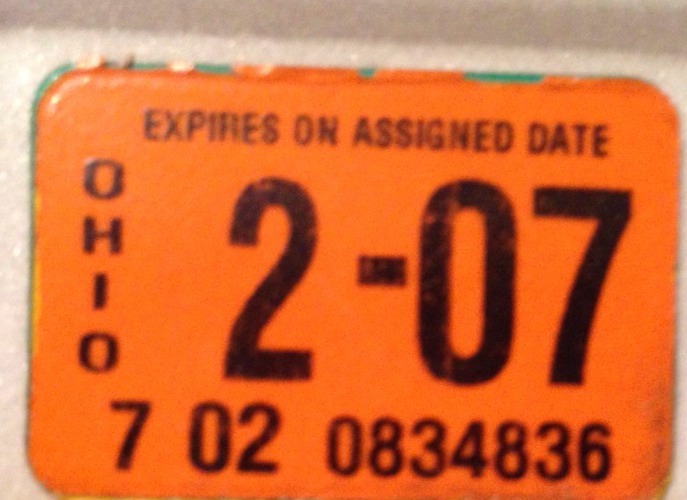 EXPIRES ON ASSIGNED DATE
OHIO
2-07
7 02 0834836